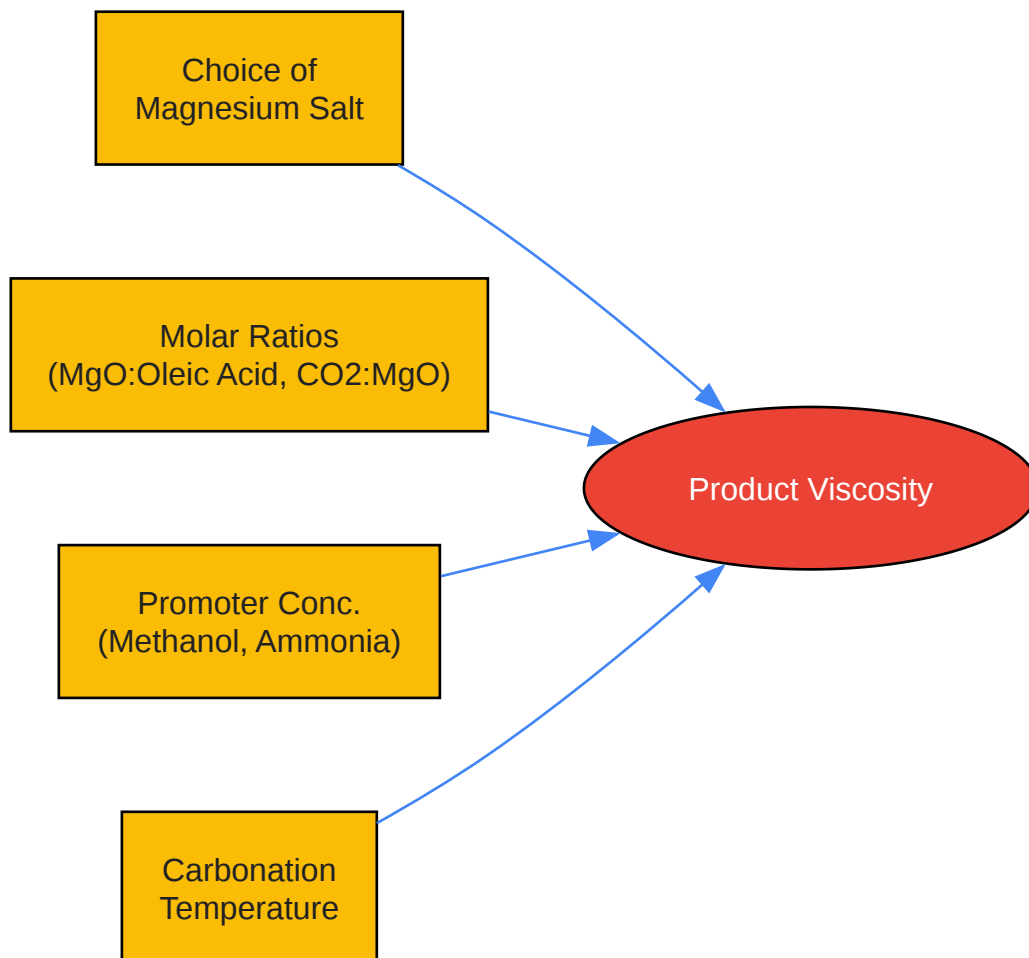 Choice of
Magnesium Salt
Molar Ratios
(MgO:Oleic Acid, CO2:MgO)
Product Viscosity
Promoter Conc.
(Methanol, Ammonia)
Carbonation
Temperature